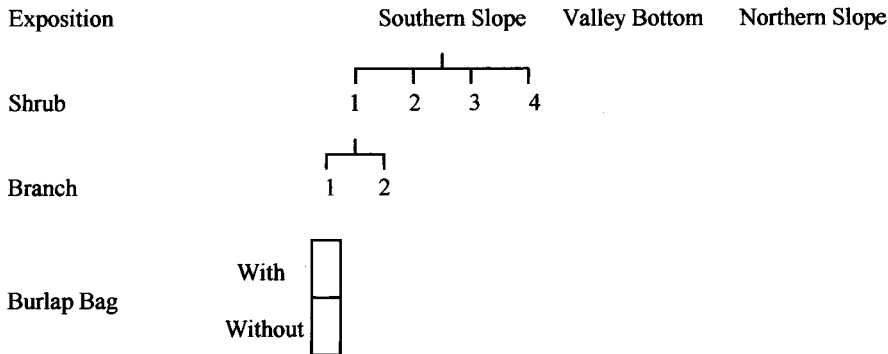 Exposition Southern Slope Valley Bottom Northern Slope
Shrub 1 2 3 4
Branch 1 2
With
Burlap Bag
Without